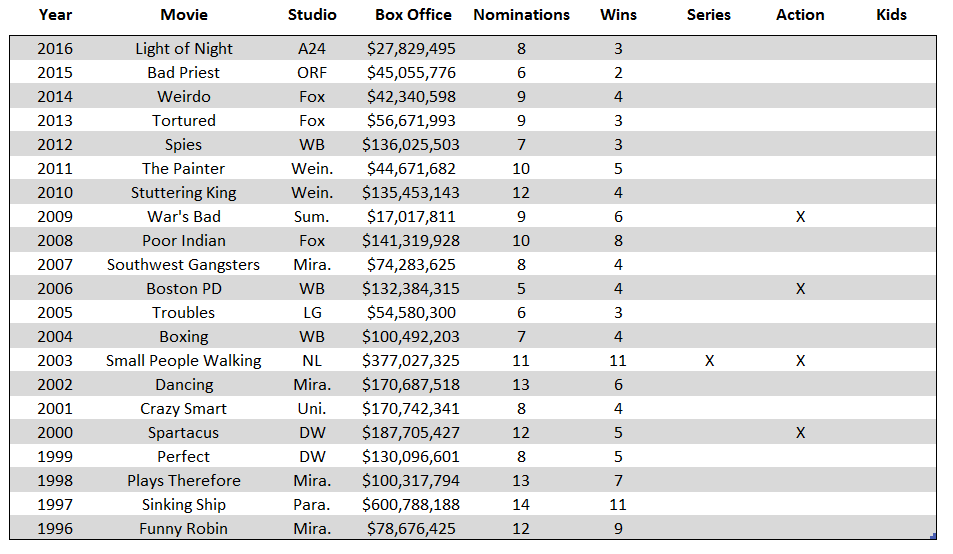 Year Movie Studio Box Office Nominations Wins Series Action Kids
2016 Light of Night A24 $27,829,495 8 3
2015 Bad Priest ORF $45,055,776 6 2
2014 Weirdo Fox $42,340,598 9 4
2013 Tortured Fox $56,671,993 9 3
2012 Spies WB $136,025,503 7 3
2011 The Painter Wein. $44,671,682 10 5
2010 Stuttering King Wein. $135,453,143 12 4
2009 War's Bad Sum. $17,017,811 9 6 X
2008 Poor Indian Fox $141,319,928 10 8
2007 Southwest Gangsters Mira. $74,283,625 8 4
2006 Boston PD WB $132,384,315 5 4 X
2005 Troubles LG $54,580,300 6 3
2004 Boxing WB $100,492,203 7 4
2003 Small People Walking NL $377,027,325 11 11 X X
2002 Dancing Mira. $170,687,518 13 6
2001 Crazy Smart Uni. $170,742,341 8 4
2000 Spartacus DW $187,705,427 12 5 X
1999 Perfect DW $130,096,601 8 5
1998 Plays Therefore Mira. $100,317,794 13 7
1997 Sinking Ship Para. $600,788,188 14 11
1996 Funny Robin Mira. $78,676,425 12 9